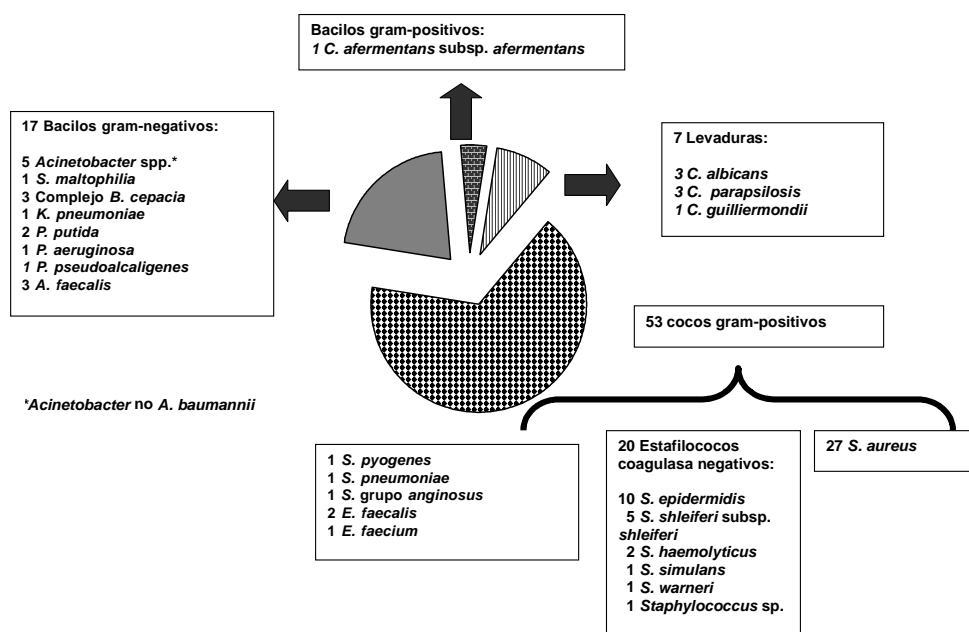 Bacilos gram-positivos:
1 C. afermentans subsp. afermentans
17 Bacilos gram-negativos:
5 Acinetobacter spp.*
1 S. maltophilia
3 Complejo B. cepacia
1 K. pneumoniae
2 P. putida
1 P. aeruginosa
1 P. pseudoalcaligenes
3 A. faecalis
7 Levaduras:
3 C. albicans
3 C. parapsilosis
1 C. guilliermondii
53 cocos gram-positivos
*Acinetobacter no A. baumannii
1 S. pyogenes
1 S. pneumoniae
1 S. grupo anginosus
2 E. faecalis
1 E. faecium
20 Estafilococos
coagulasa negativos:
10 S. epidermidis
5 S. shleiferi subsp.
shleiferi
2 S. haemolyticus
1 S. simulans
1 S. warneri
1 Staphylococcus sp.
27 S. aureus